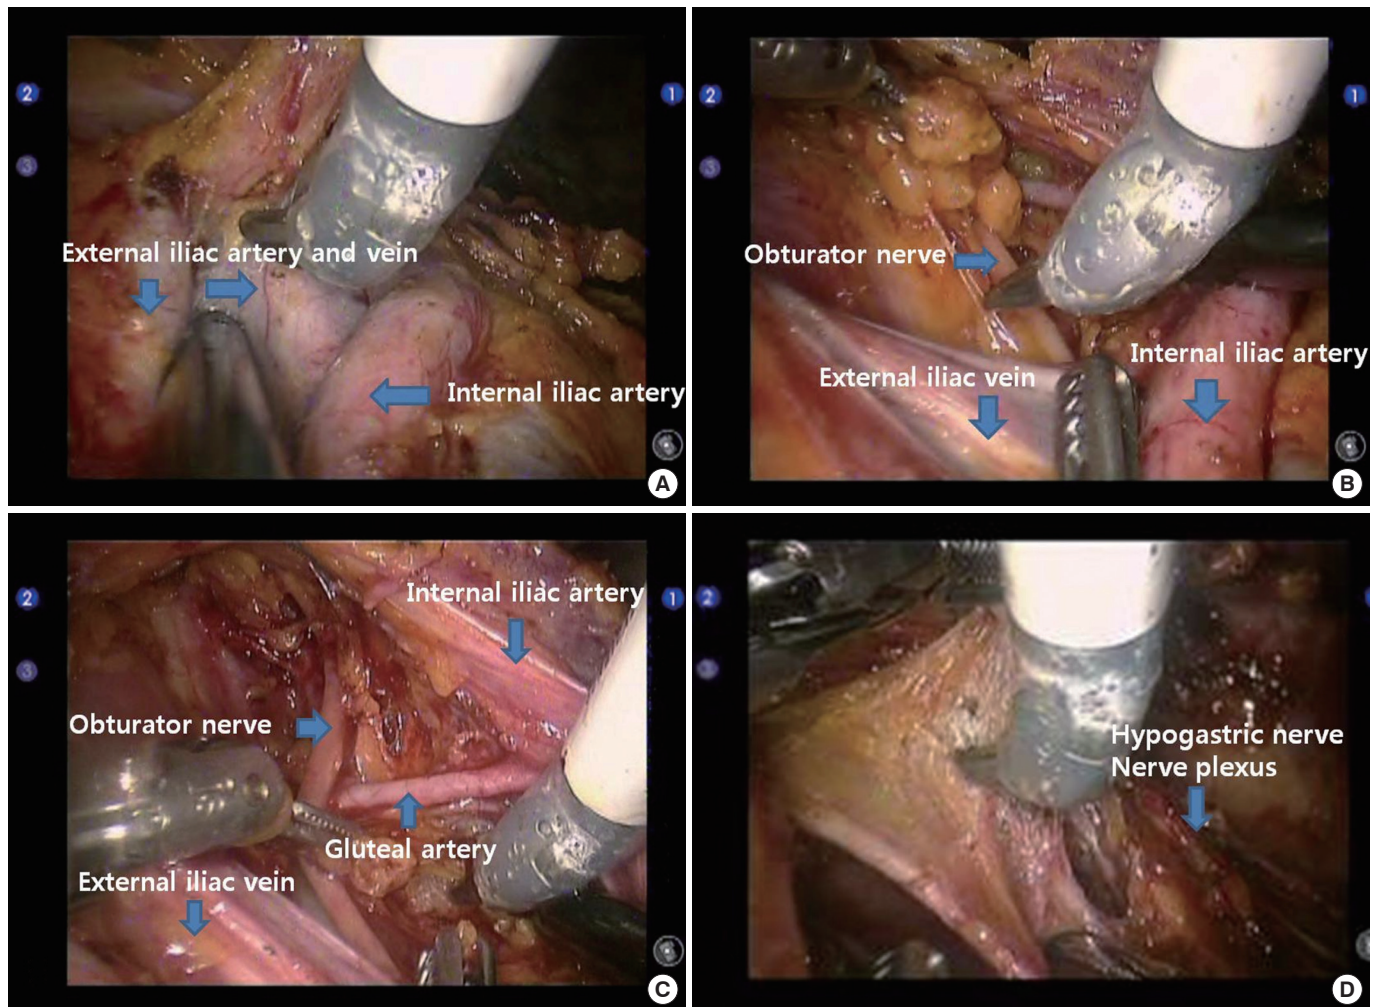 2
1
3
External iliac artery and vein
Internal iliac artery
A
2
1
3
Obturator nerve
Internal iliac artery
External iliac vein
B
2
1
3
Internal iliac artery
Obturator nerve
Gluteal artery
External iliac vein
C
2
3
Hypogastric nerve
Nerve plexus
D